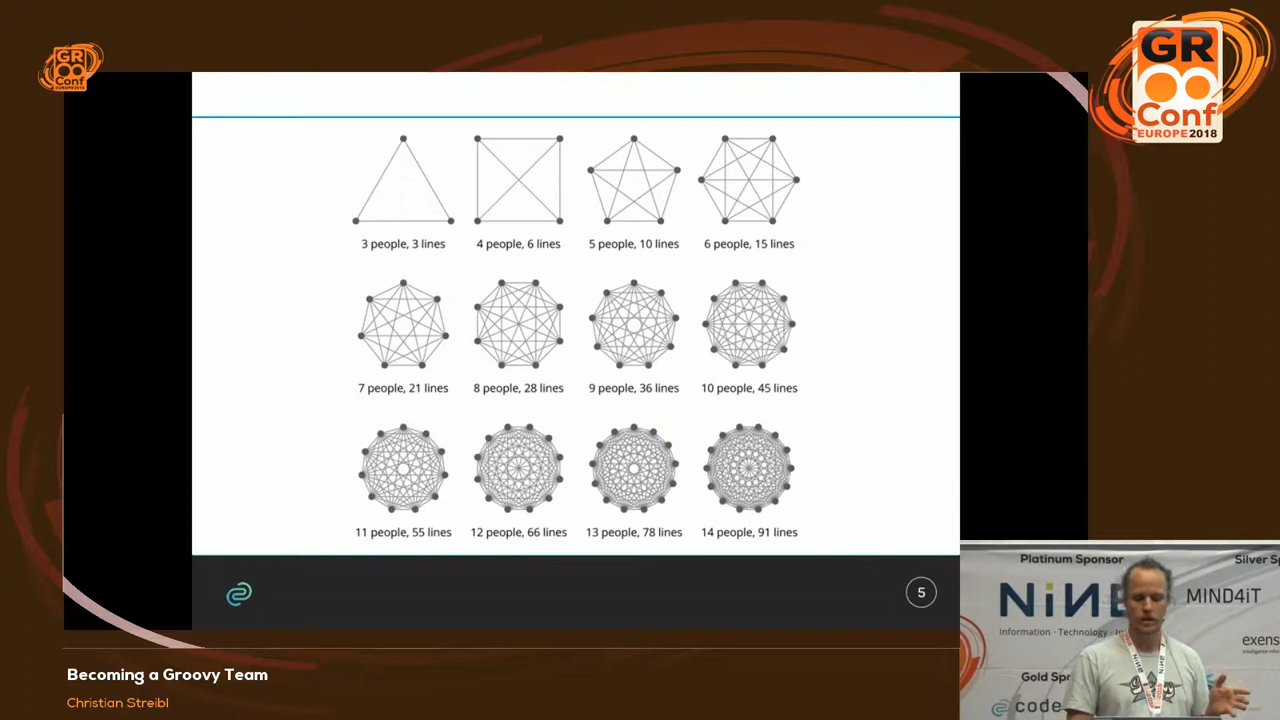 GR
Conf
EUROPE2018
GR
Conf
EUROPE 2018
3 people, 3 lines
4 people, 6 lines
5 people, 10 lines
6 people, 15 lines
7 people, 21 lines
8 people, 28 lines
9 people, 36 lines
10 people, 45 lines
11 people, 55 lines
12 people, 66 lines
13 people, 78 lines
14 people, 91 lines
5
Platinum Sponsor
Silver Sp
MIND4iT
Information · Technology ·
exens
Gold Spo
code
NINE
Becoming a Groovy Team
Christian Streibl